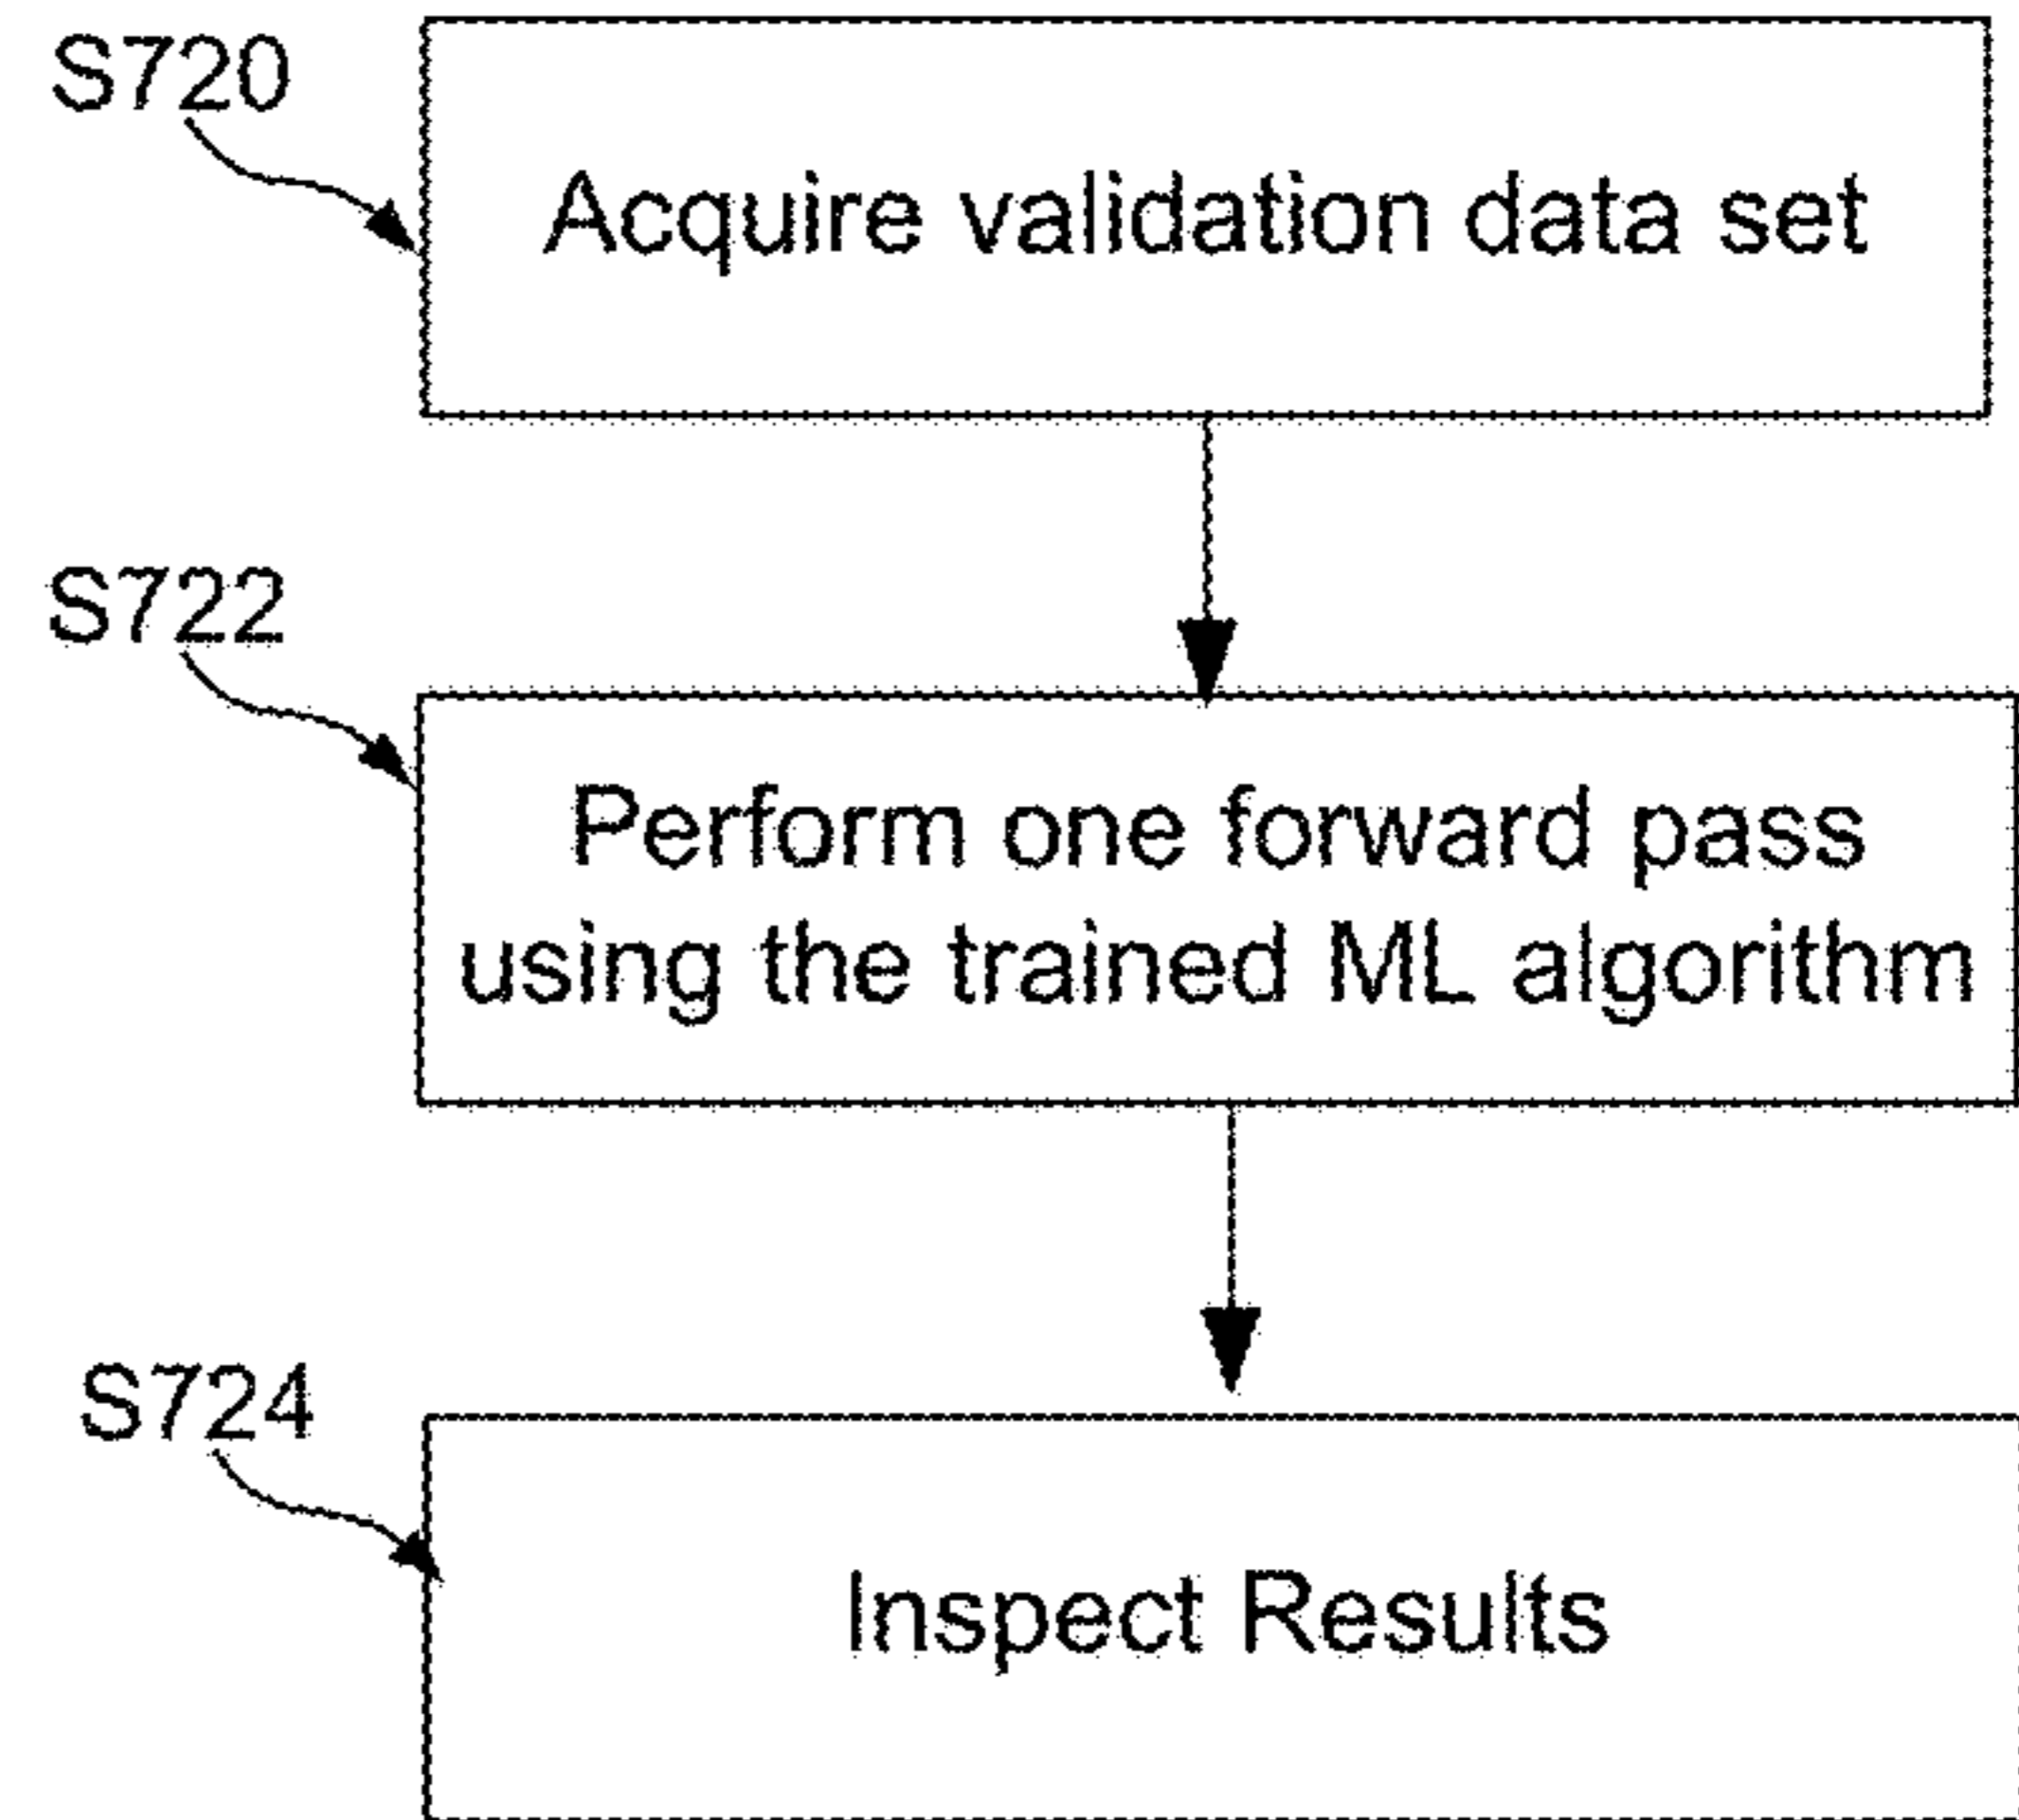 S720
Acquire validation data set
S722
Perform one forward pass
using the trained ML algorithm
S724
Inspect Results